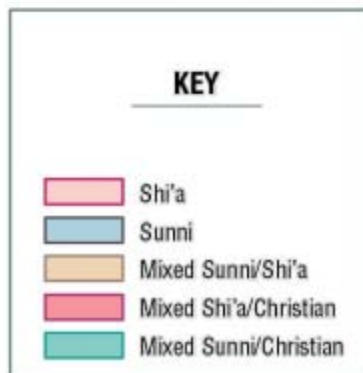 KEY
Shi'a
Sunni
Mixed Sunni/Shi'a
Mixed Shi'a/Christian
Mixed Sunni/Christian